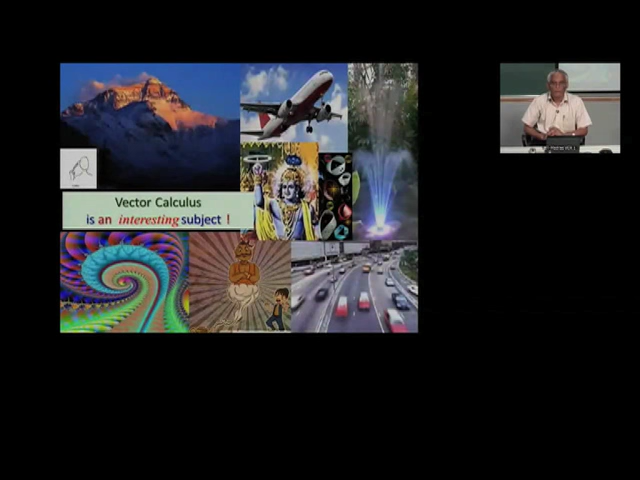 Vector Calculus
is an interesting subject !